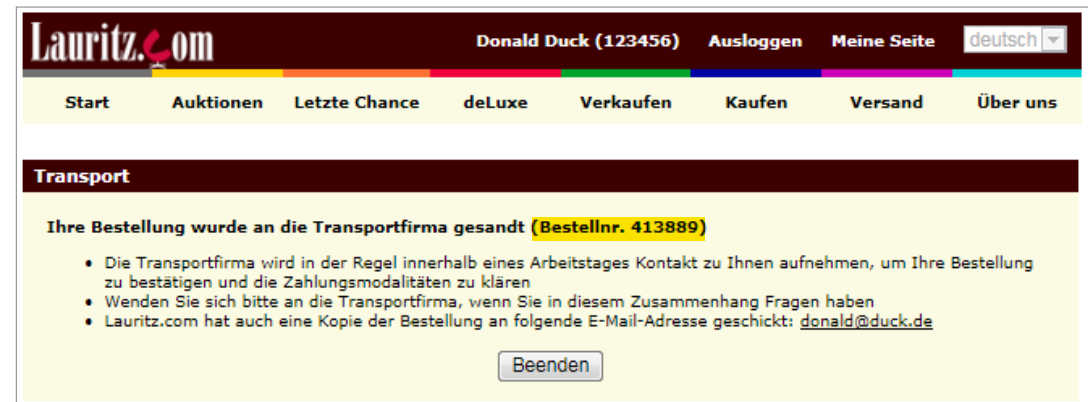 Lauritz.com
Donald Duck (123456) Ausloggen Meine Seite deutsch
Start Auktionen Letzte Chance deLuxe Verkaufen Kaufen Versand Über uns
Transport
Ihre Bestellung wurde an die Transportfirma gesandt (Bestellnr. 413889)
• Die Transportfirma wird in der Regel innerhalb eines Arbeitstages Kontakt zu Ihnen aufnehmen, um Ihre Bestellung
zu bestätigen und die Zahlungsmodalitäten zu klären
• Wenden Sie sich bitte an die Transportfirma, wenn Sie in diesem Zusammenhang Fragen haben
• Lauritz.com hat auch eine Kopie der Bestellung an folgende E-Mail-Adresse geschickt: donald@duck.de
Beenden